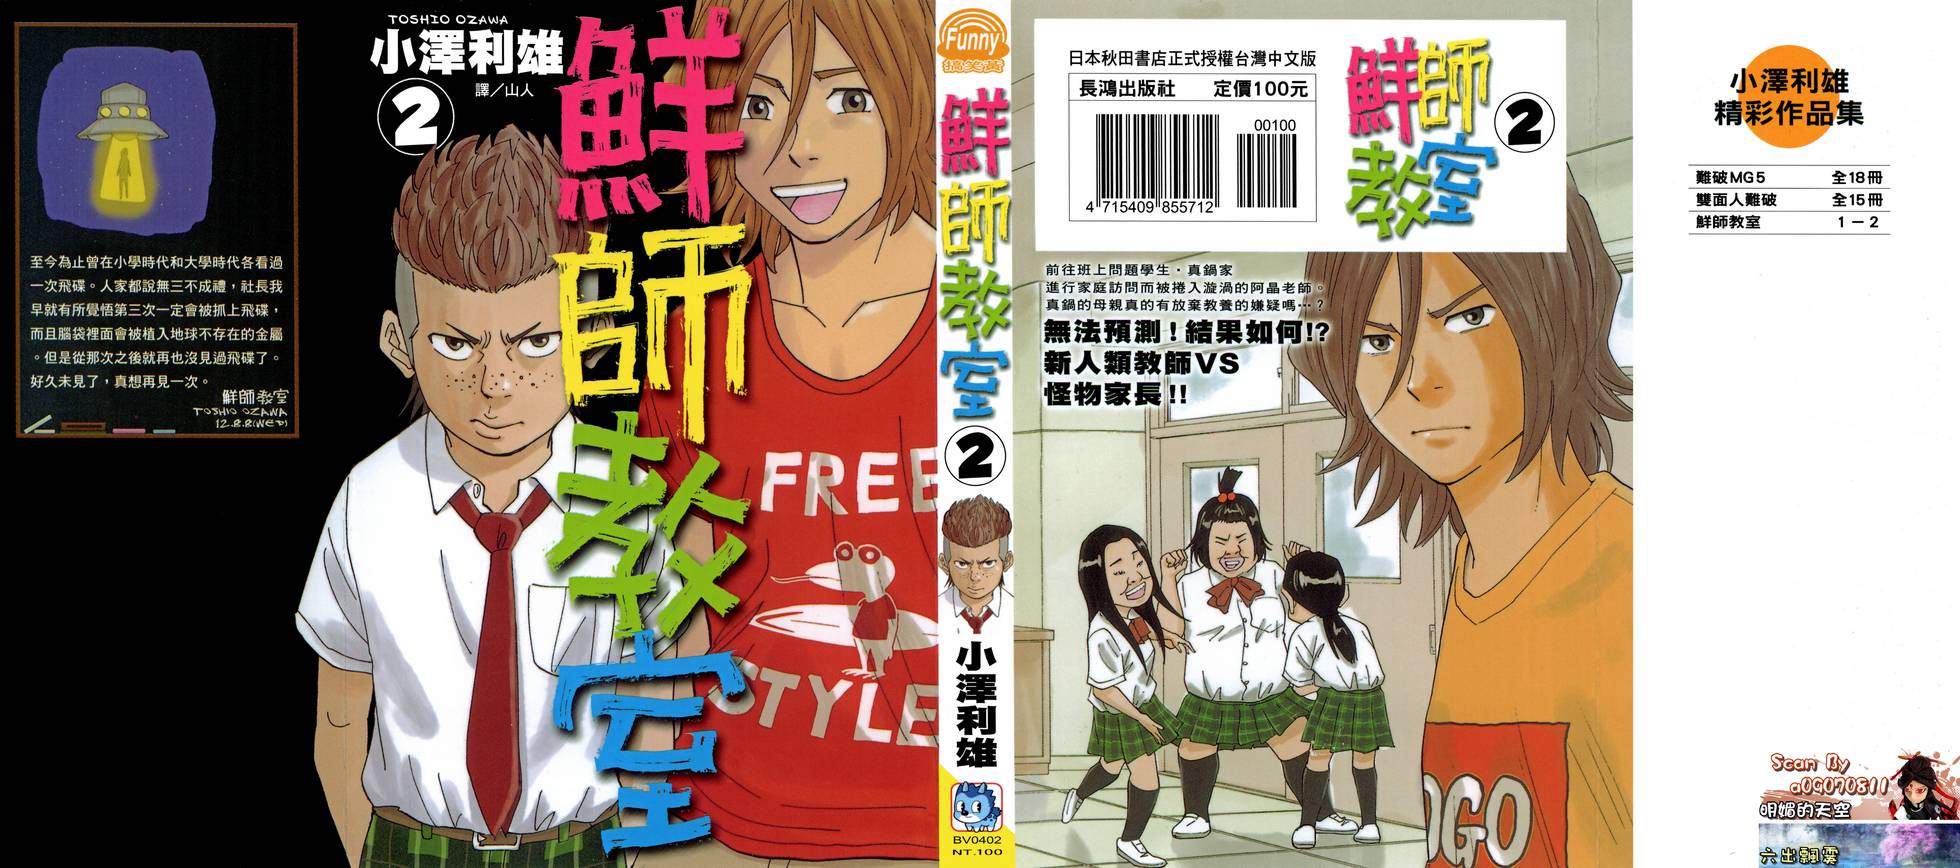 至今為止曾在小學時代和大學時代各看過
一次飛碟。人家都說無三不成禮，社長我
早就有所覺悟第三次一定會被抓上飛碟，
而且腦袋裡面會被植入地球不存在的金屬
。但是從那次之後就再也沒見過飛碟了。
好久未見了，真想再見一次。
鮮師教室
TOSHIO OZAWA
12.8.8(WED)
TOSHIO OZAWA
小澤利雄
譯／山人
2
鮮師教室
FREE
STYLE
Funny
搞笑黃
鮮師教室
2
小澤利雄
BV0402
NT.100
日本秋田書店正式授權台灣中文版
長鴻出版社 定價100元
00100
4 715409 855712
鮮師教室
2
前往班上問題學生・真鍋家
進行家庭訪問而被捲入漩渦的阿晶老師。
真鍋的母親真的有放棄教養的嫌疑嗎…？
無法預測！結果如何!?
新人類教師VS
怪物家長!!
OGO
小澤利雄
精彩作品集
難破MG5 全18冊
雙面人難破 全15冊
鮮師教室 1－2
Scan By
a09070811
明媚的天空
六出飄霙